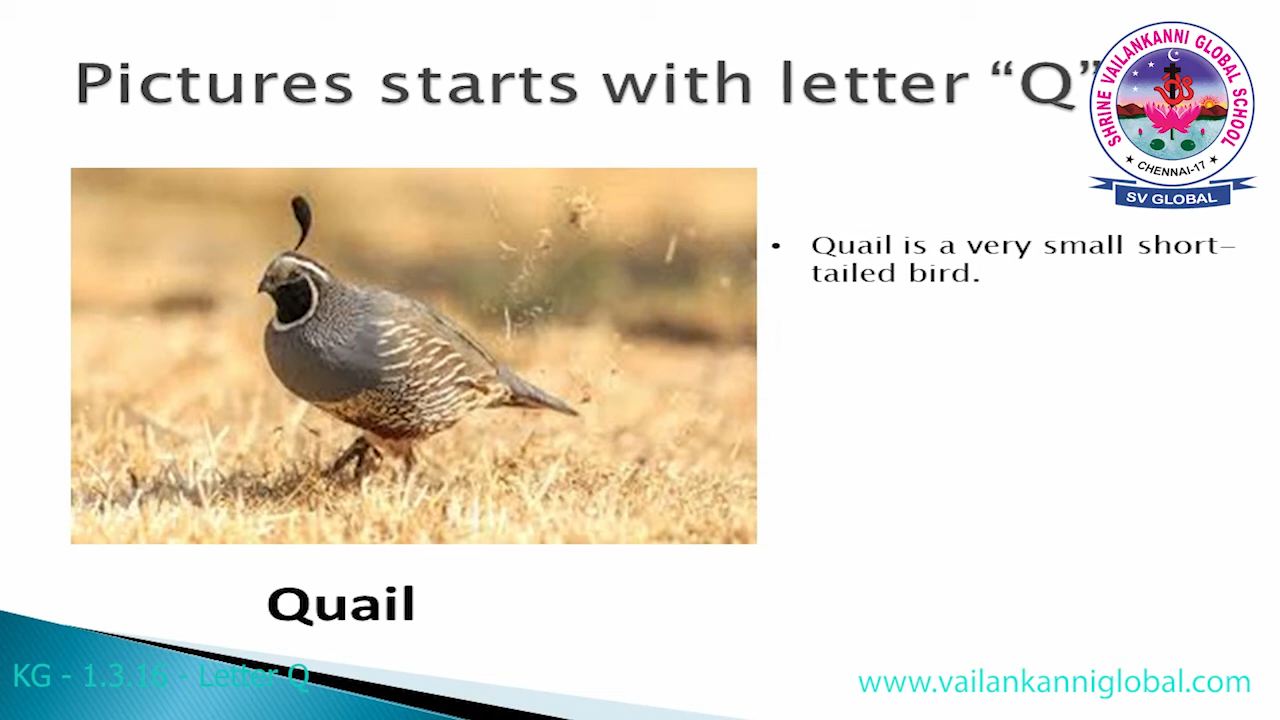 Pictures starts with letter “Q”
SHRINE VAILANKANNI GLOBAL SCHOOL
★ CHENNAI-17 ★
SV GLOBAL
• Quail is a very small short-
tailed bird.
Quail
KG - 1.3.16 - Letter Q
www.vailankanniglobal.com